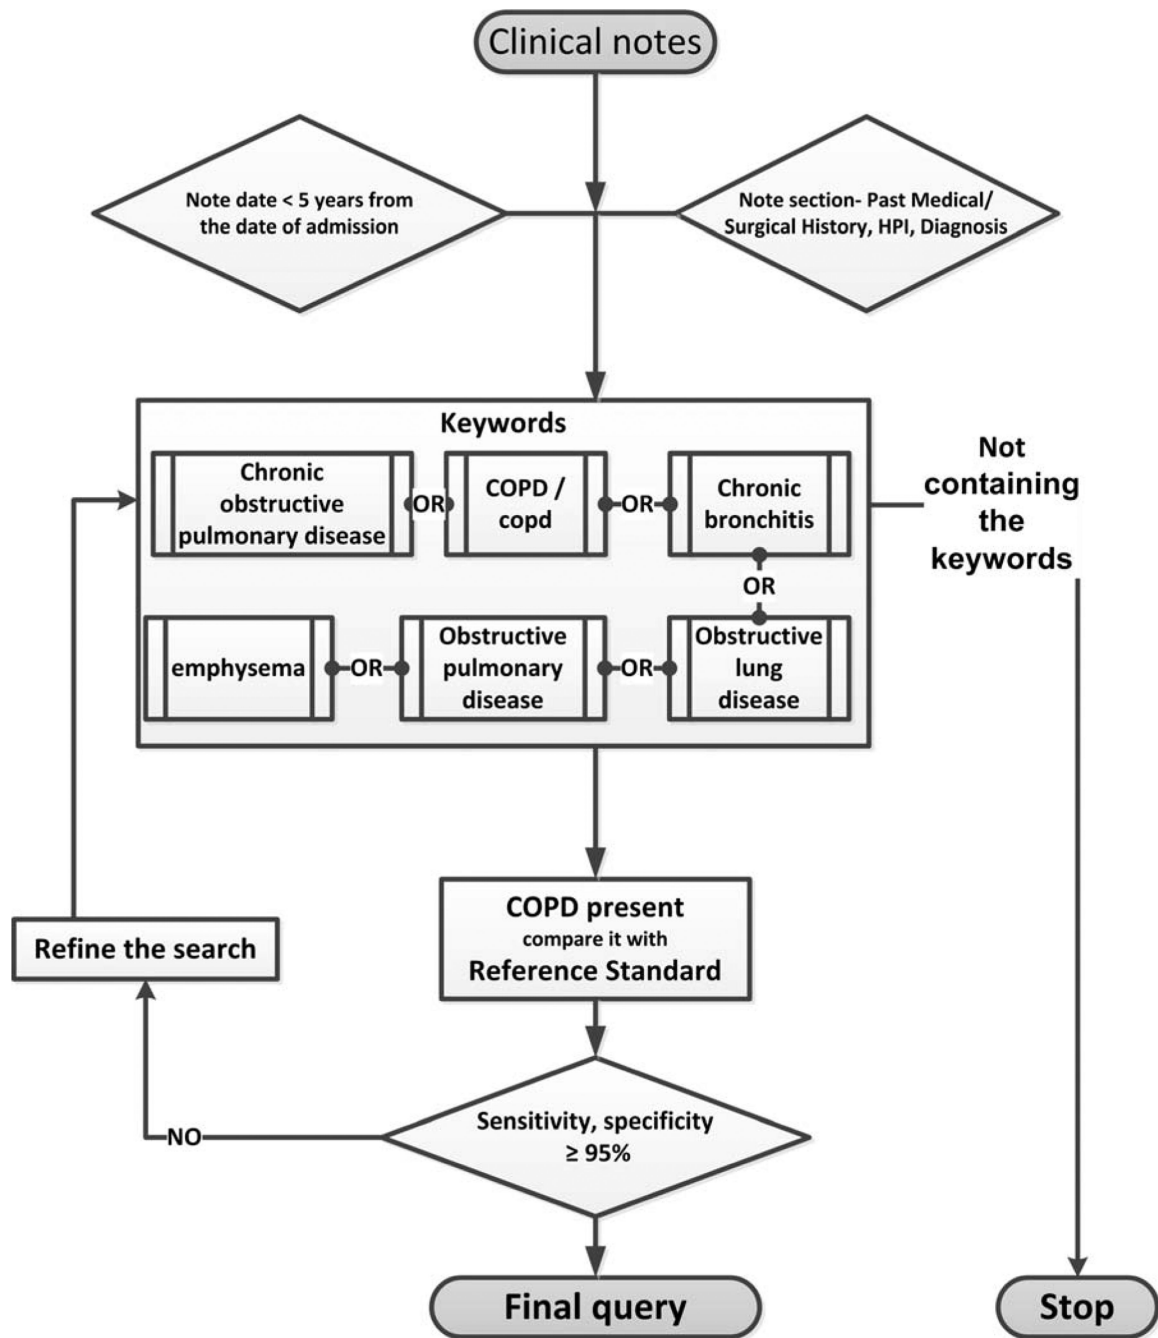 Clinical notes
Note date < 5 years from
the date of admission
Note section- Past Medical/
Surgical History, HPI, Diagnosis
Keywords
Chronic
obstructive
pulmonary disease
OR
COPD /
copd
OR
Chronic
bronchitis
OR
emphysema
OR
Obstructive
pulmonary
disease
OR
Obstructive
lung
disease
Not
containing
the
keywords
COPD present
compare it with
Reference Standard
Refine the search
Sensitivity, specificity
≥ 95%
NO
Final query
Stop